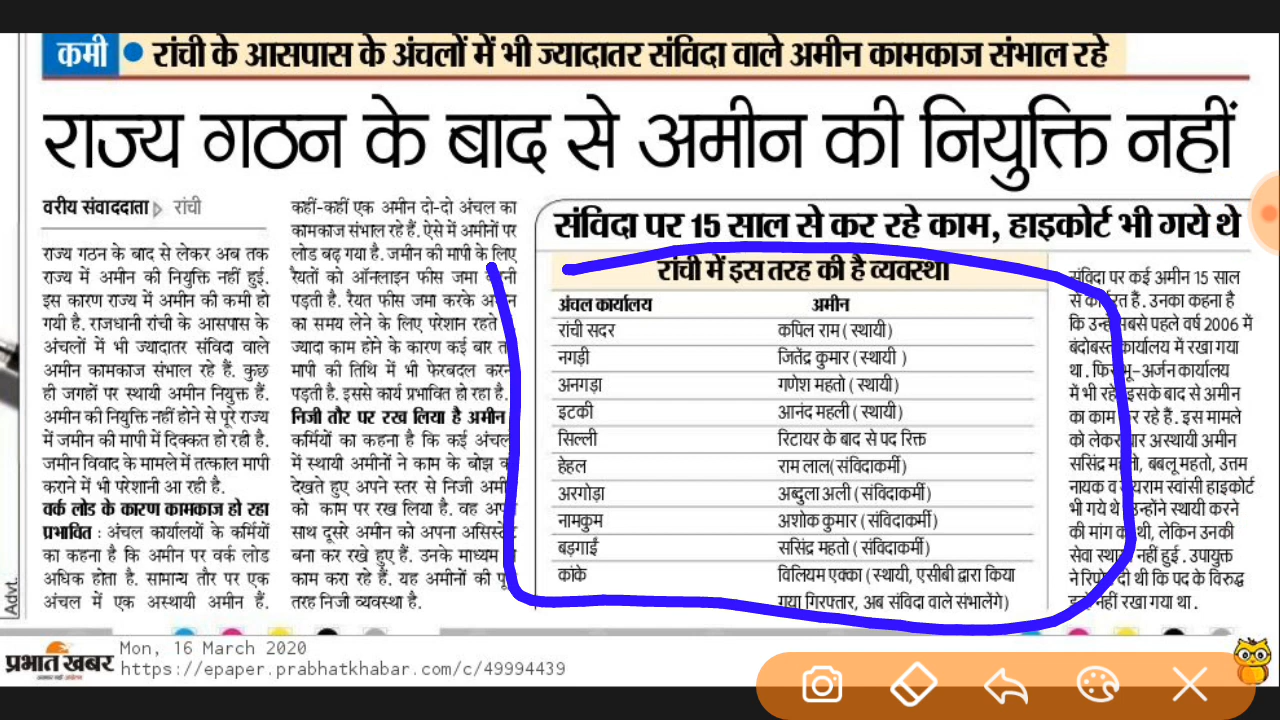 कमी • रांची के आसपास के अंचलों में भी ज्यादातर संविदा वाले अमीन कामकाज संभाल रहे
राज्य गठन के बाद से अमीन की नियुक्ति नहीं
वरीय संवाददाता ▷ रांची
राज्य गठन के बाद से लेकर अब तक
राज्य में अमीन की नियुक्ति नहीं हुई.
इस कारण राज्य में अमीन की कमी हो
गयी है. राजधानी रांची के आसपास के
अंचलों में भी ज्यादातर संविदा वाले
अमीन कामकाज संभाल रहे हैं. कुछ
ही जगहों पर स्थायी अमीन नियुक्त हैं.
अमीन की नियुक्ति नहीं होने से पूरे राज्य
में जमीन की मापी में दिक्कत हो रही है.
जमीन विवाद के मामले में तत्काल मापी
कराने में भी परेशानी आ रही है.
वर्क लोड के कारण कामकाज हो रहा
प्रभावित : अंचल कार्यालयों के कर्मियों
का कहना है कि अमीन पर वर्क लोड
अधिक होता है. सामान्य तौर पर एक
अंचल में एक अस्थायी अमीन हैं.
कहीं-कहीं एक अमीन दो-दो अंचल का
कामकाज संभाल रहे हैं. ऐसे में अमीनों पर
लोड बढ़ गया है. जमीन की मापी के लिए
रैयतों को ऑनलाइन फीस जमा
पड़ती है. रैयत फीस जमा करके
का समय लेने के लिए परेशान रहते
ज्यादा काम होने के कारण कई बार
मापी की तिथि में भी फेरबदल
पड़ती है. इससे कार्य प्रभावित हो रहा है.
निजी तौर पर रख लिया है अमीन
कर्मियों का कहना है कि कई
में स्थायी अमीनों ने काम के बोझ
देखते हुए अपने स्तर से निजी
को काम पर रख लिया है. वह
साथ दूसरे अमीन को अपना
बना कर रखे हुए हैं. उनके माध्यम
काम करा रहे हैं. यह अमीनों की
तरह निजी व्यवस्था है.
संविदा पर 15 साल से कर रहे काम, हाइकोर्ट भी गये थे
रांची में इस तरह की है व्यवस्था
अंचल कार्यालय अमीन
रांची सदर कपिल राम ( स्थायी)
नगड़ी जितेंद्र कुमार ( स्थायी )
अनगड़ा गणेश महतो ( स्थायी)
इटकी आनंद महली ( स्थायी)
सिल्ली रिटायर के बाद से पद रिक्त
हेहल राम लाल( संविदाकर्मी)
अरगोड़ा अब्दुला अली ( संविदाकर्मी)
नामकुम अशोक कुमार ( संविदाकर्मी)
बड़गाईं ससिंद्र महतो ( संविदाकर्मी)
कांके विलियम एक्का ( स्थायी, एसीबी द्वारा किया
गया गिरफ्तार, अब संविदा वाले संभालेंगे)
संविदा पर कई अमीन 15 साल
से हैं. उनका कहना है
कि सबसे पहले वर्ष 2006 में
बंदोबस्त कार्यालय में रखा गया
था. फिर भू-अर्जन कार्यालय
में भी रहे इसके बाद से अमीन
का काम कर रहे हैं. इस मामले
को लेकर चार अस्थायी अमीन
ससिंद्र बबलू महतो, उत्तम
नायक व स्वांसी हाइकोर्ट
भी गये थे उन्होंने स्थायी करने
की मांग की थी, लेकिन उनकी
सेवा नहीं हुई. उपायुक्त
ने दी थी कि पद के विरुद्ध
नहीं रखा गया था.
Advt.
प्रभात खबर
Mon, 16 March 2020
https://epaper.prabhatkhabar.com/c/49994439